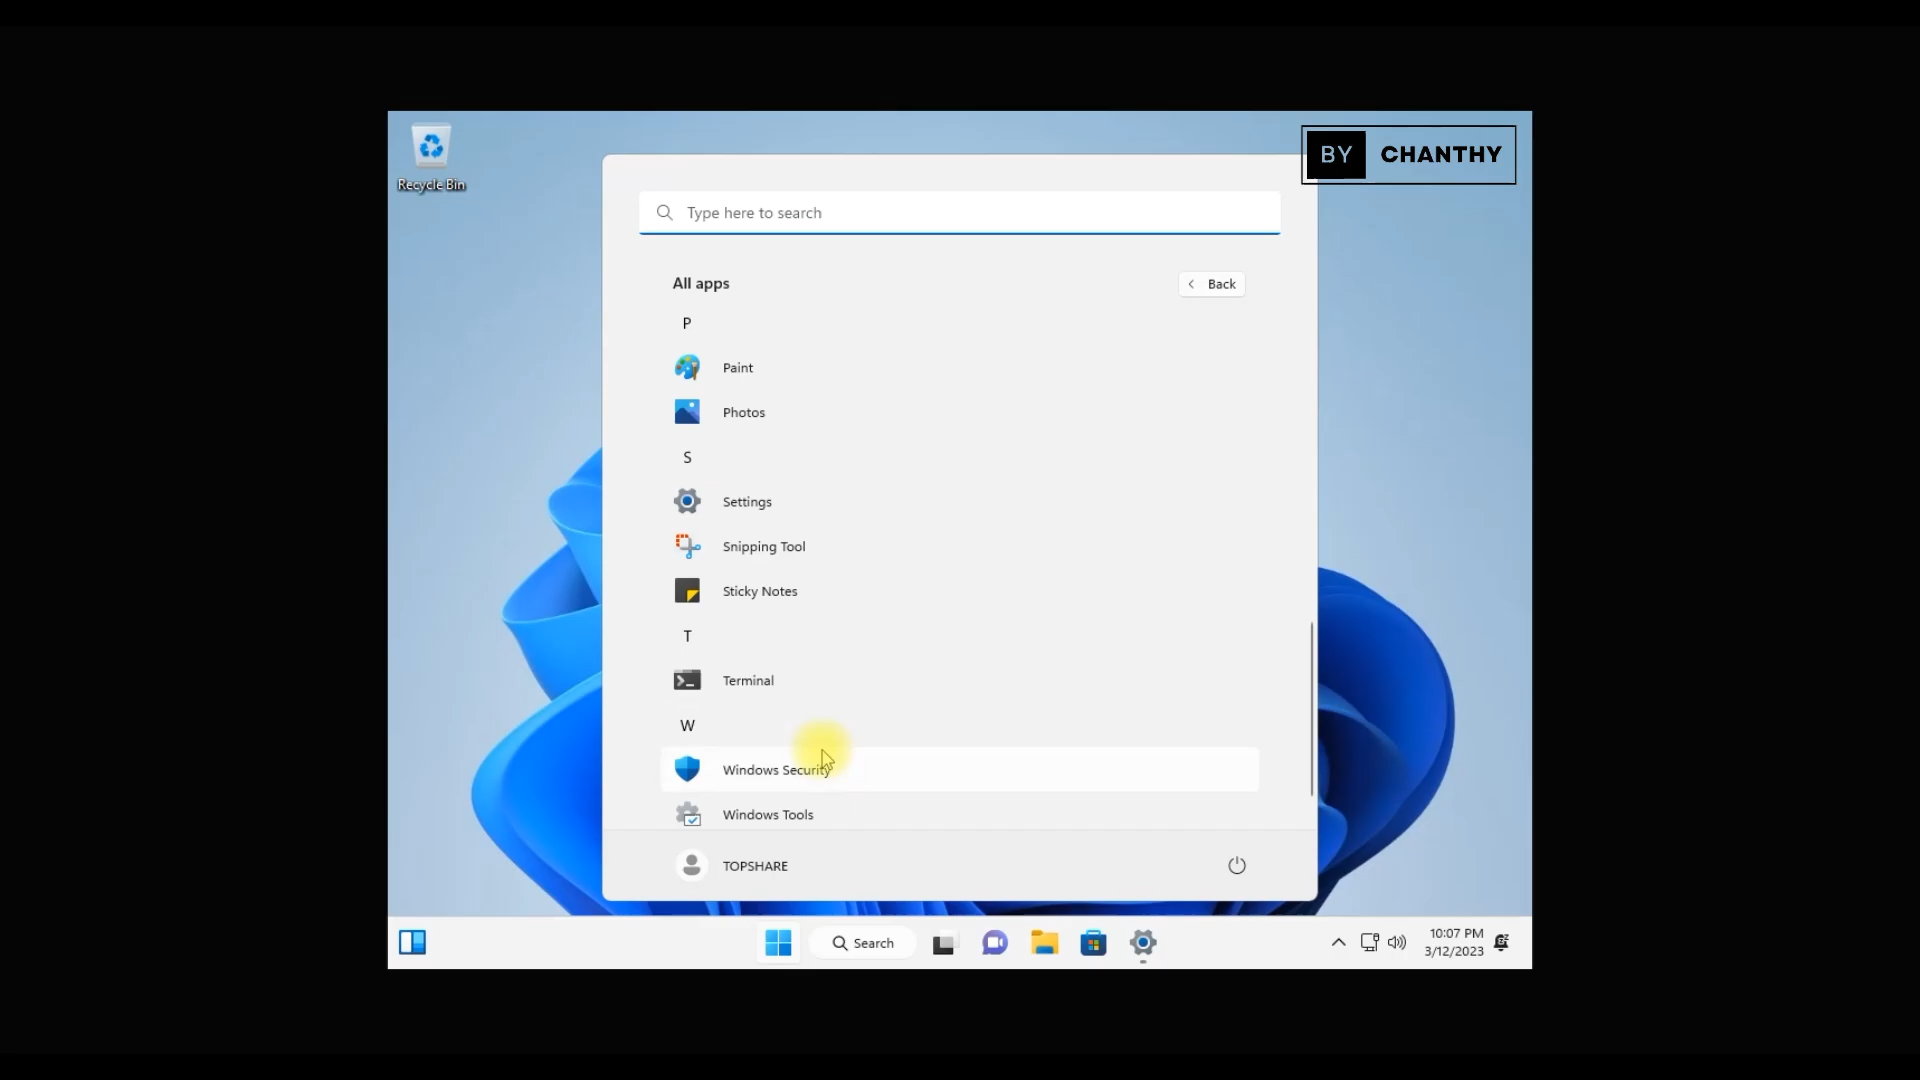 Recycle Bin
BY CHANTHY
Type here to search
All apps
Back
P
Paint
Photos
S
Settings
Snipping Tool
Sticky Notes
T
Terminal
W
Windows Security
Windows Tools
TOPSHARE
Search
10:07 PM
3/12/2023